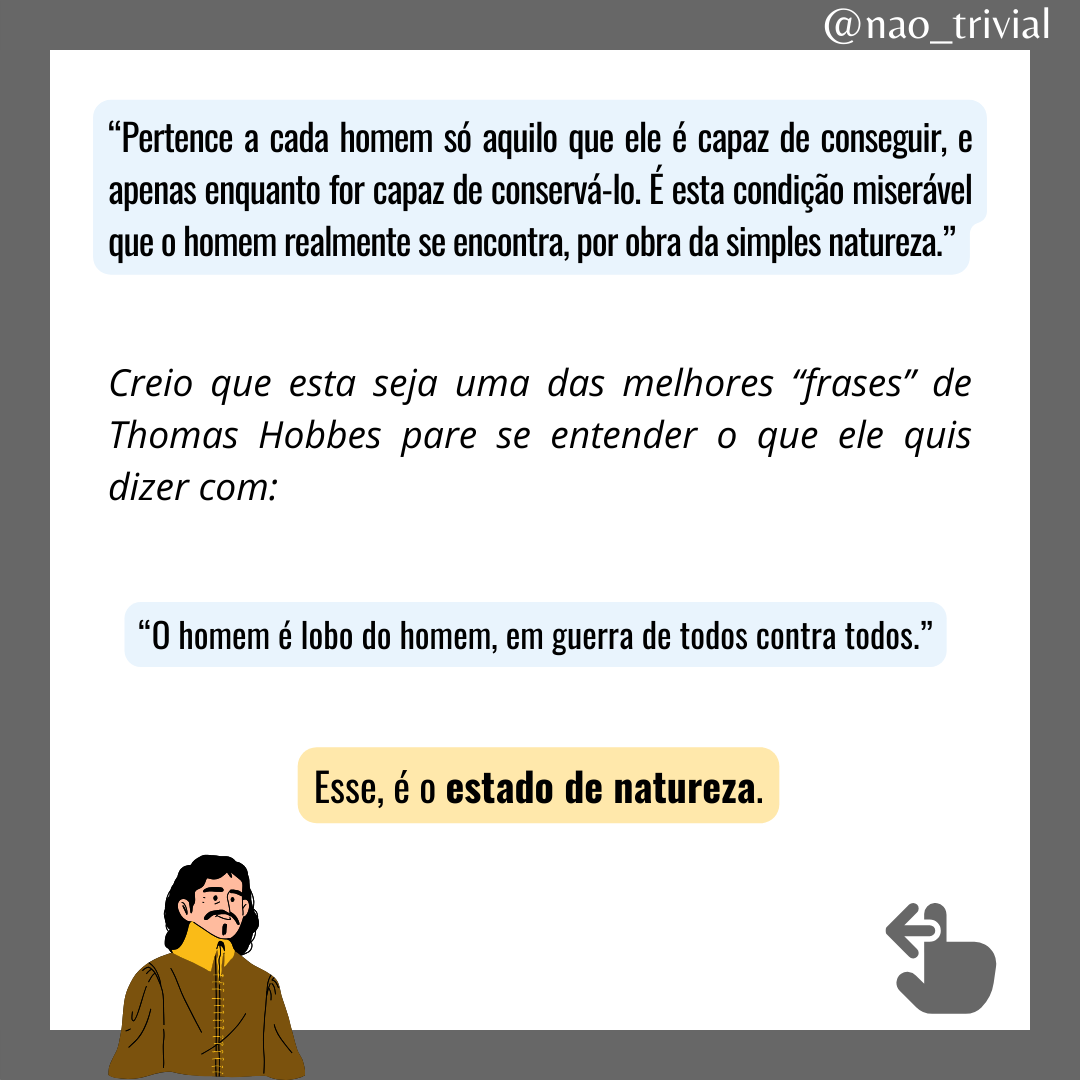 @nao_trivial
“Pertence a cada homem só aquilo que ele é capaz de conseguir, e
apenas enquanto for capaz de conservá-lo. É esta condição miserável
que o homem realmente se encontra, por obra da simples natureza.”
Creio que esta seja uma das melhores “frases” de
Thomas Hobbes pare se entender o que ele quis
dizer com:
“O homem é lobo do homem, em guerra de todos contra todos.”
Esse, é o estado de natureza.